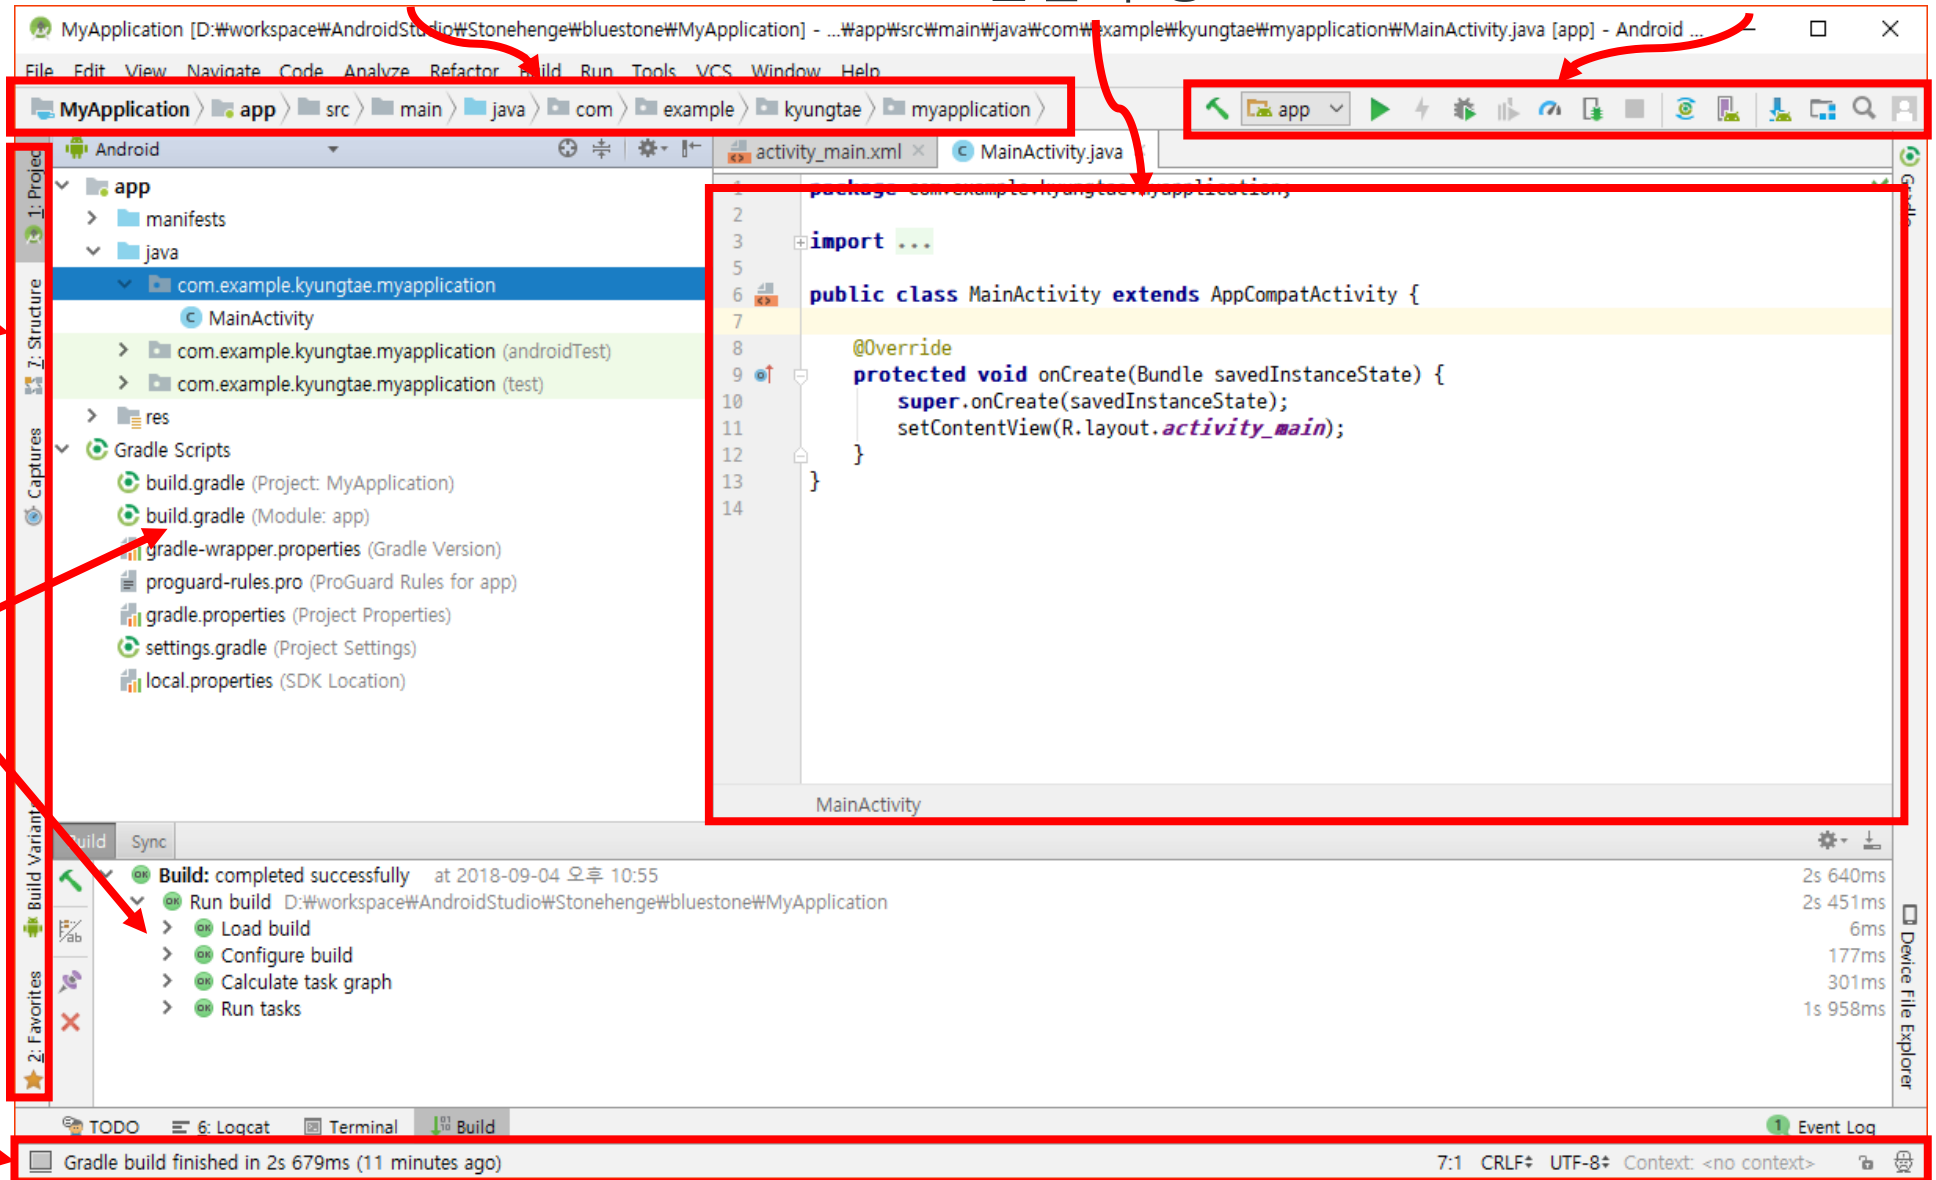 MyApplication [D:₩workspace₩AndroidStudio₩Stonehenge₩bluestone₩MyApplication] - ...₩app₩src₩main₩java₩com₩example₩kyungtae₩myapplication₩MainActivity.java [app] - Android ...
File Edit View Navigate Code Analyze Refactor Build Run Tools VCS Window Help
MyApplication app src main java com example kyungtae myapplication
app
1: Project
Android
activity_main.xml
MainActivity.java
Gradle
app
manifests
java
com.example.kyungtae.myapplication
MainActivity
com.example.kyungtae.myapplication (androidTest)
com.example.kyungtae.myapplication (test)
res
Gradle Scripts
build.gradle (Project: MyApplication)
build.gradle (Module: app)
gradle-wrapper.properties (Gradle Version)
proguard-rules.pro (ProGuard Rules for app)
gradle.properties (Project Properties)
settings.gradle (Project Settings)
local.properties (SDK Location)
7: Structure
Captures
Build Variants
2: Favorites
1 package com.example.kyungtae.myapplication;
2
3 import ...
5
6 public class MainActivity extends AppCompatActivity {
7
8 @Override
9 protected void onCreate(Bundle savedInstanceState) {
10 super.onCreate(savedInstanceState);
11 setContentView(R.layout.activity_main);
12 }
13 }
14
MainActivity
Build Sync
Build: completed successfully at 2018-09-04 오후 10:55 2s 640ms
Run build D:₩workspace₩AndroidStudio₩Stonehenge₩bluestone₩MyApplication 2s 451ms
Load build 6ms
Configure build 177ms
Calculate task graph 301ms
Run tasks 1s 958ms
Device File Explorer
TODO 6: Logcat Terminal Build
1 Event Log
Gradle build finished in 2s 679ms (11 minutes ago)
7:1 CRLF UTF-8 Context: <no context>